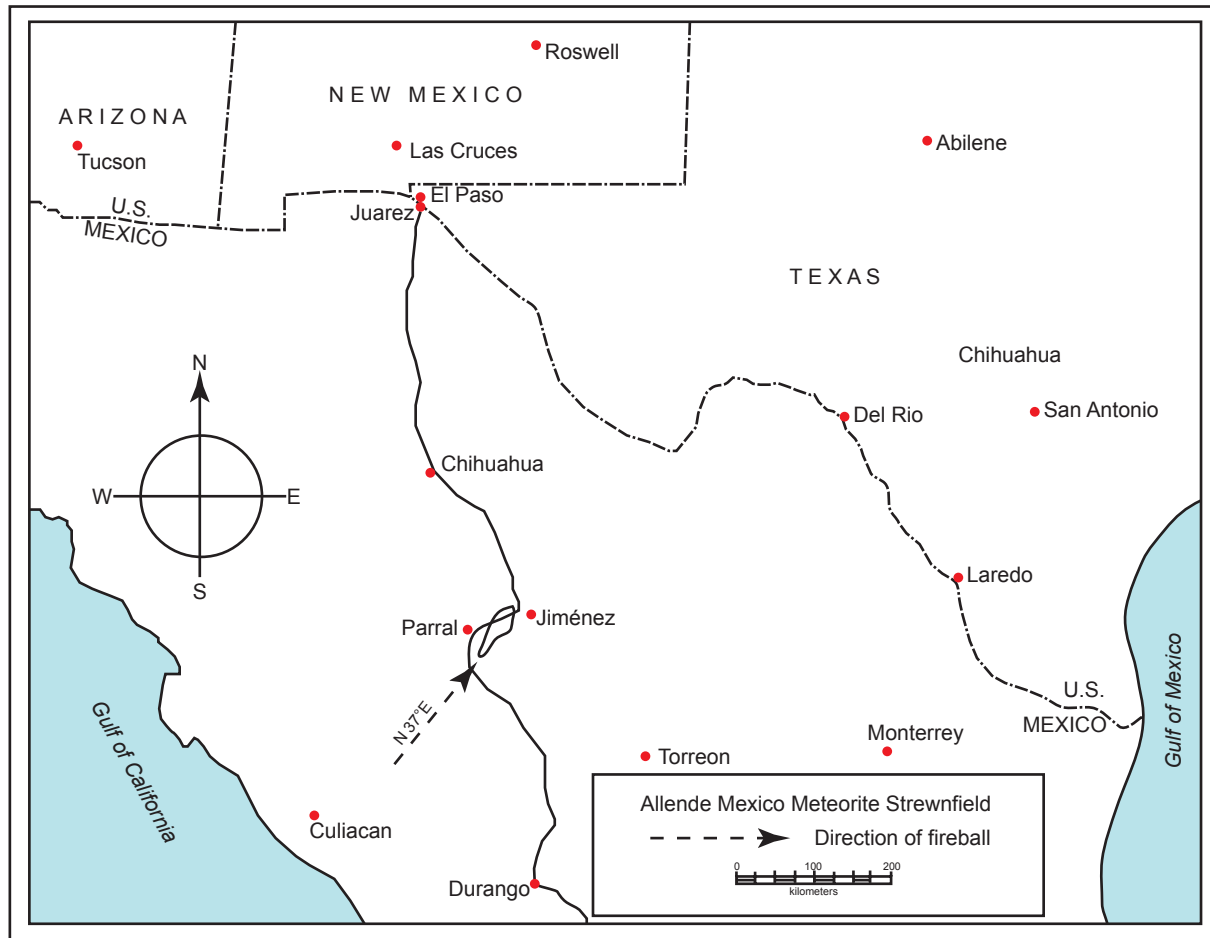 Roswell
NEW MEXICO
ARIZONA
Tucson
Las Cruces
Abilene
El Paso
Juarez
U.S.
MEXICO
TEXAS
Chihuahua
N
Del Rio
San Antonio
Chihuahua
W
E
S
Laredo
Parral
Jiménez
N 37°E
U.S.
MEXICO
Gulf of Mexico
Gulf of California
Monterrey
Torreon
Culiacan
Durango
Allende Mexico Meteorite Strewnfield
Direction of fireball
0 100 200
kilometers